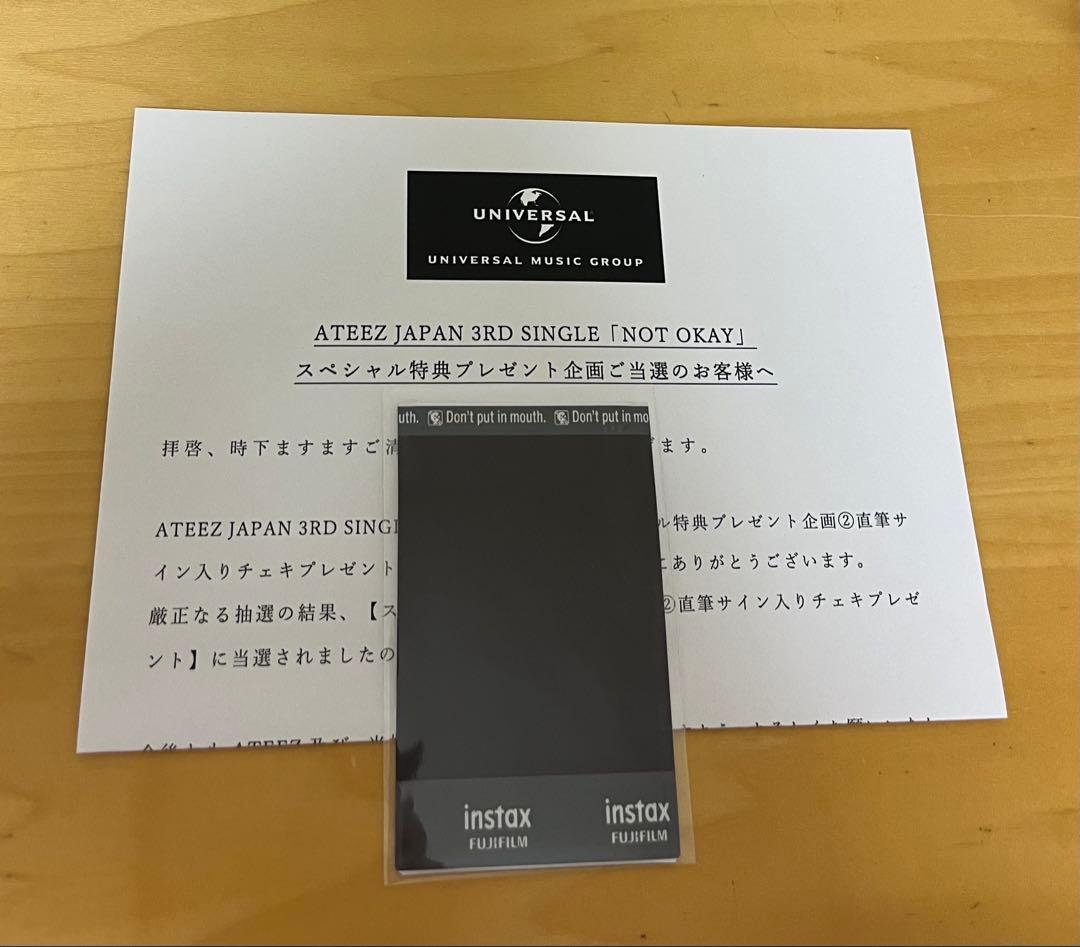 UNIVERSAL
UNIVERSAL MUSIC GROUP
ATEEZ JAPAN 3RD SINGLE「NOT OKAY」
スペシャル特典プレゼント企画ご当選のお客様へ
uth. Don't put in mouth. Don't put in mo
拝啓、時下ますますご清 ます。
ATEEZ JAPAN 3RD SINGL ル特典プレゼント企画②直筆サ
イン入りチェキプレゼント ありがとうございます。
厳正なる抽選の結果、【ス ②直筆サイン入りチェキプレゼ
ント】に当選されましたの
instax instax
FUJIFILM FUJIFILM